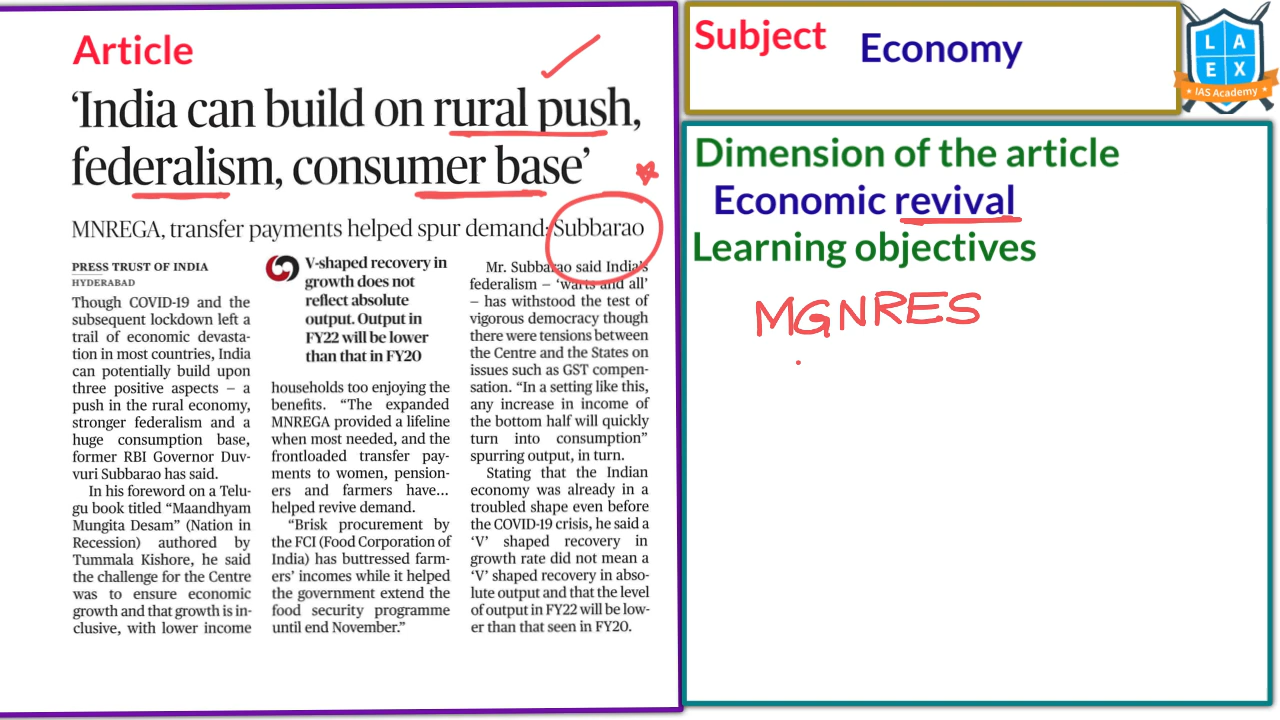 Article
‘India can build on rural push,
federalism, consumer base’
MNREGA, transfer payments helped spur demand: Subbarao
PRESS TRUST OF INDIA
HYDERABAD
Though COVID-19 and the
subsequent lockdown left a
trail of economic devasta-
tion in most countries, India
can potentially build upon
three positive aspects – a
push in the rural economy,
stronger federalism and a
huge consumption base,
former RBI Governor Duv-
vuri Subbarao has said.
In his foreword on a Telu-
gu book titled “Maandhyam
Mungita Desam” (Nation in
Recession) authored by
Tummala Kishore, he said
the challenge for the Centre
was to ensure economic
growth and that growth is in-
clusive, with lower income
V-shaped recovery in
growth does not
reflect absolute
output. Output in
FY22 will be lower
than that in FY20
households too enjoying the
benefits. “The expanded
MNREGA provided a lifeline
when most needed, and the
frontloaded transfer pay-
ments to women, pension-
ers and farmers have...
helped revive demand.
“Brisk procurement by
the FCI (Food Corporation of
India) has buttressed farm-
ers’ incomes while it helped
the government extend the
food security programme
until end November.”
Mr. Subbarao said India’s
federalism – ‘warts and all’
– has withstood the test of
vigorous democracy though
there were tensions between
the Centre and the States on
issues such as GST compen-
sation. “In a setting like this,
any increase in income of
the bottom half will quickly
turn into consumption”
spurring output, in turn.
Stating that the Indian
economy was already in a
troubled shape even before
the COVID-19 crisis, he said a
‘V’ shaped recovery in
growth rate did not mean a
‘V’ shaped recovery in abso-
lute output and that the level
of output in FY22 will be low-
er than that seen in FY20.
Subject
Economy
L A
E X
IAS Academy
Dimension of the article
Economic revival
Learning objectives
MGNRES